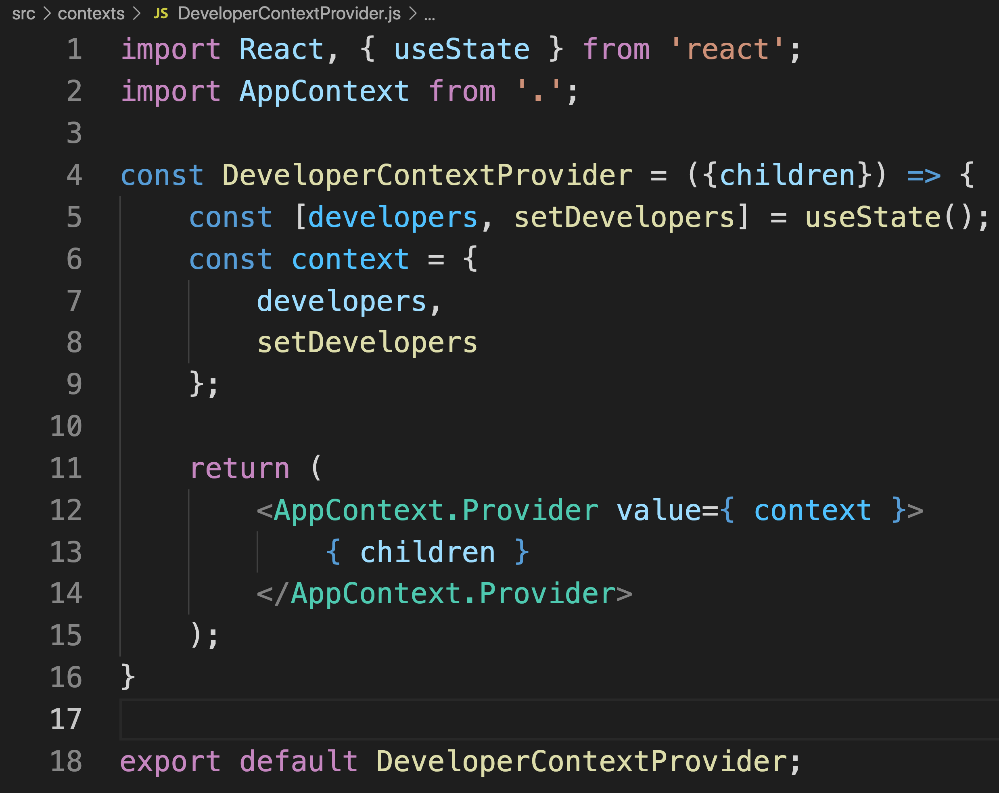 src > contexts > JS DeveloperContextProvider.js > ...
1 import React, { useState } from 'react';
2 import AppContext from '.';
3
4 const DeveloperContextProvider = ({children}) => {
5     const [developers, setDevelopers] = useState();
6     const context = {
7         developers,
8         setDevelopers
9     };
10
11     return (
12         <AppContext.Provider value={ context }>
13             { children }
14         </AppContext.Provider>
15     );
16 }
17
18 export default DeveloperContextProvider;